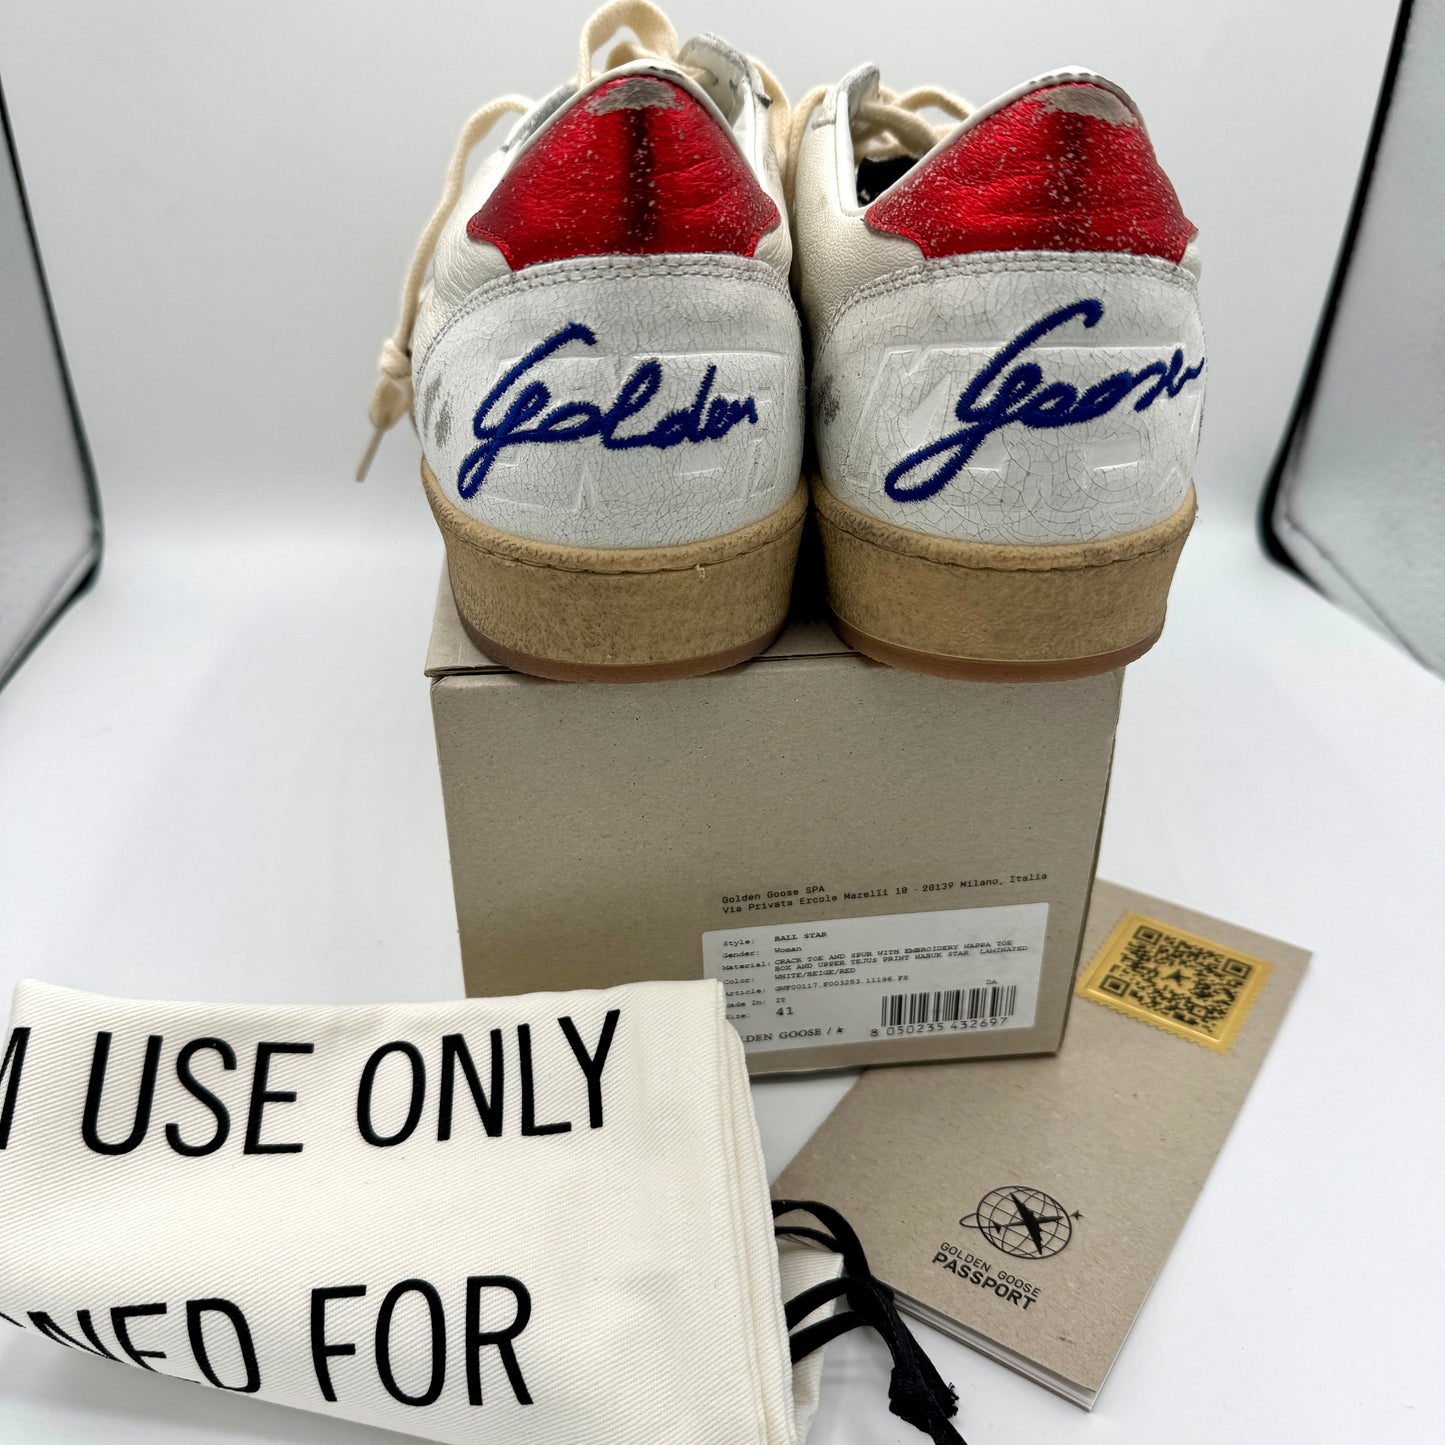 Golden
Goose
Golden Goose SPA
Via Privata Ercole Marelli 10 - 20139 Milano, Italia
Style: BALL STAR
Gender: Woman
Material: CRACK TOE AND SPUR WITH EMBROIDERY NAPPA TOE
BOX AND UPPER TEJUS PRINT NABUK STAR LAMINATED
Color: WHITE/BEIGE/RED
Article: GWF00117.F003253.11196.FS
DA
Made In: IT
Size: 41
LDEN GOOSE /
8 050235 432697
USE ONLY
NED FOR
GOLDEN GOOSE
PASSPORT